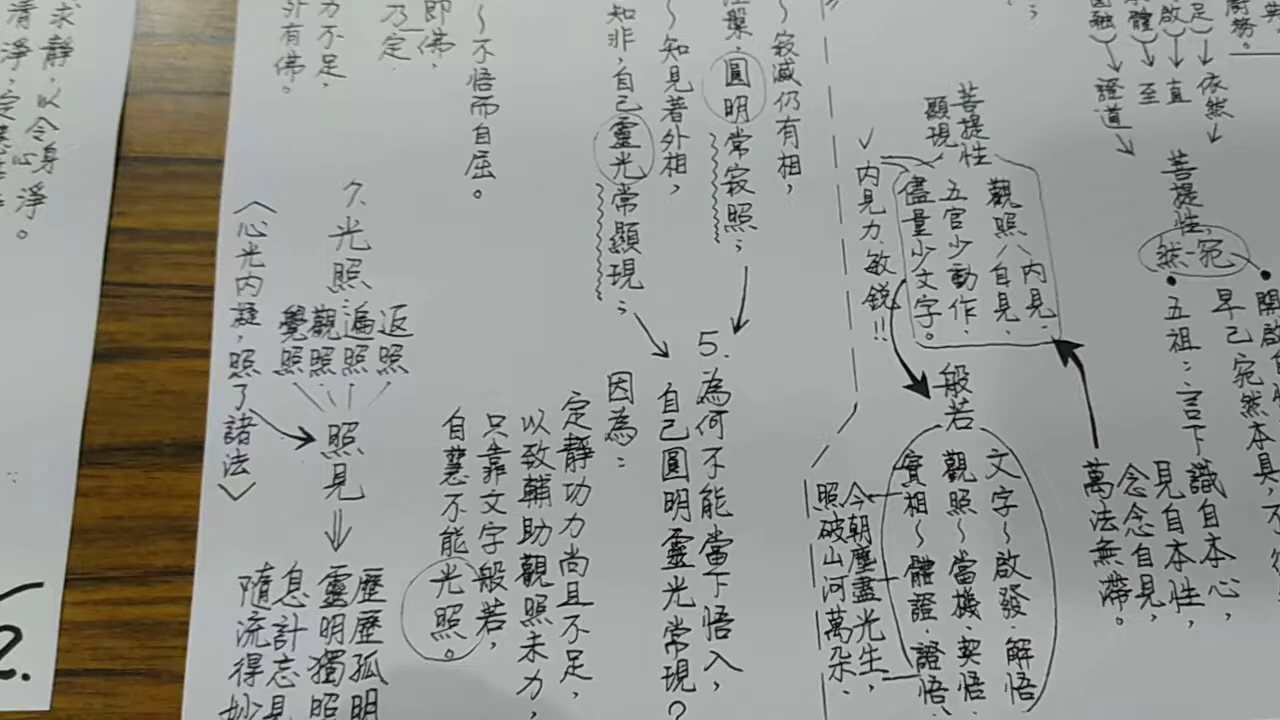 依然
直
至
證道
菩提性，
宛
然
開啟自
早已宛然本具，不
五祖：言下識自本心，
見自本性，
念念自見，
萬法無滯。
菩提性
顯現
觀照八內見、
自見、
五官少動作、
儘量少文字。
✓內見力敏銳!!
般若
文字～啟發、解悟
觀照～當機、契悟、
實相～體證、證悟、
今朝塵盡光生，
照破山河萬朵、
～寂滅仍有相，
圓明常寂照；
～知見著外相，
知非，自己靈光常顯現；
5.為何不能當下悟入，
自己圓明靈光常現？
因為：
定靜功力尚且不足，
以致輔助觀照未力，
只靠文字般若，
自慧不能光照。
～不悟而自屈。
即佛，
乃定
力不足，
外有佛。
久光照
返照
遍照
觀照
覺照
〈心光內凝，照了諸法〉
照見
歷歷孤明
靈明獨照
息計忘見
隨流得妙
求靜，以令身淨。
清淨，定
2.